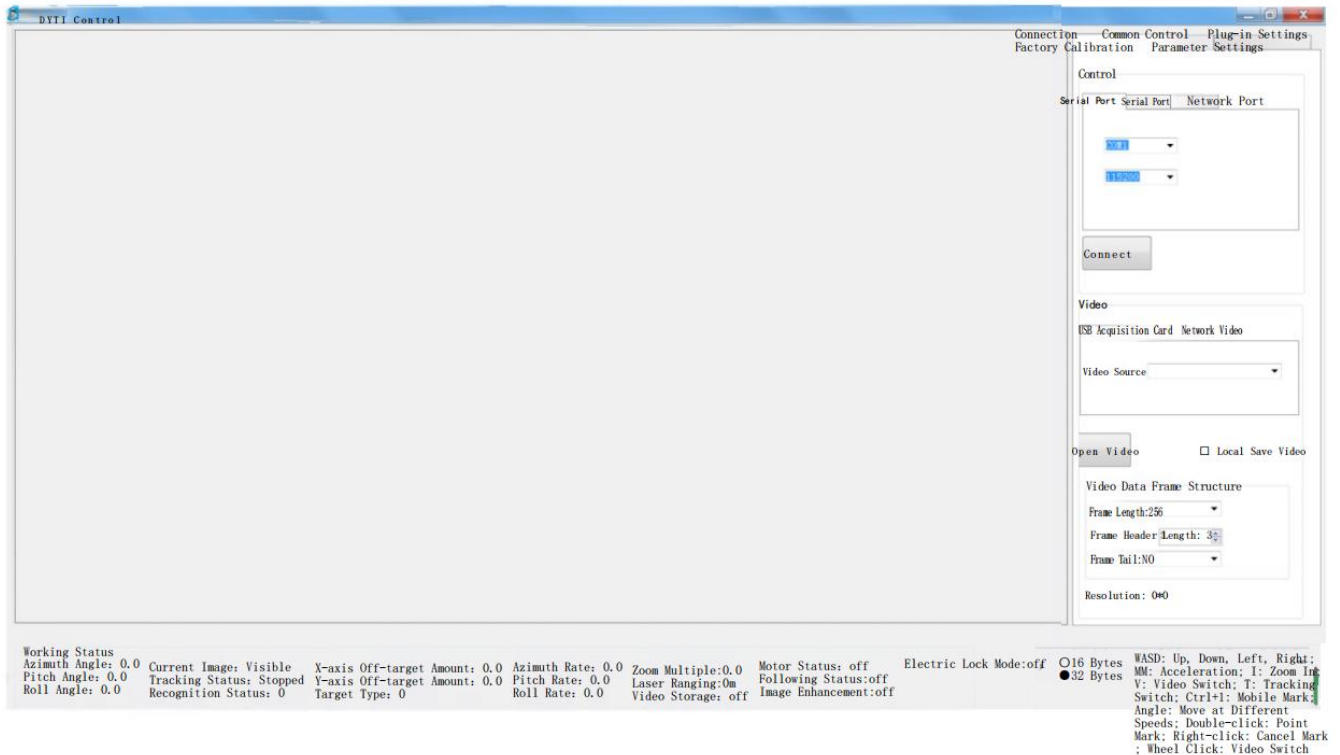 DYTI Control
Connection Common Control Plug-in Settings
Factory Calibration Parameter Settings
Control
Serial Port Serial Port Network Port
COM1
115200
Connect
Video
USB Acquisition Card Network Video
Video Source
Open Video
Local Save Video
Video Data Frame Structure
Frame Length:256
Frame Header Length: 3
Frame Tail:NO
Resolution: 0*0
Working Status
Azimuth Angle: 0.0
Pitch Angle: 0.0
Roll Angle: 0.0
Current Image: Visible
Tracking Status: Stopped
Recognition Status: 0
X-axis Off-target Amount: 0.0
Y-axis Off-target Amount: 0.0
Target Type: 0
Azimuth Rate: 0.0
Pitch Rate: 0.0
Roll Rate: 0.0
Zoom Multiple:0.0
Laser Ranging:0m
Video Storage: off
Motor Status: off
Following Status:off
Image Enhancement:off
Electric Lock Mode:off
16 Bytes
32 Bytes
WASD: Up, Down, Left, Right;
MM: Acceleration; I: Zoom In;
V: Video Switch; T: Tracking
Switch; Ctrl+1: Mobile Mark;
Angle: Move at Different
Speeds; Double-click: Point
Mark; Right-click: Cancel Mark
; Wheel Click: Video Switch